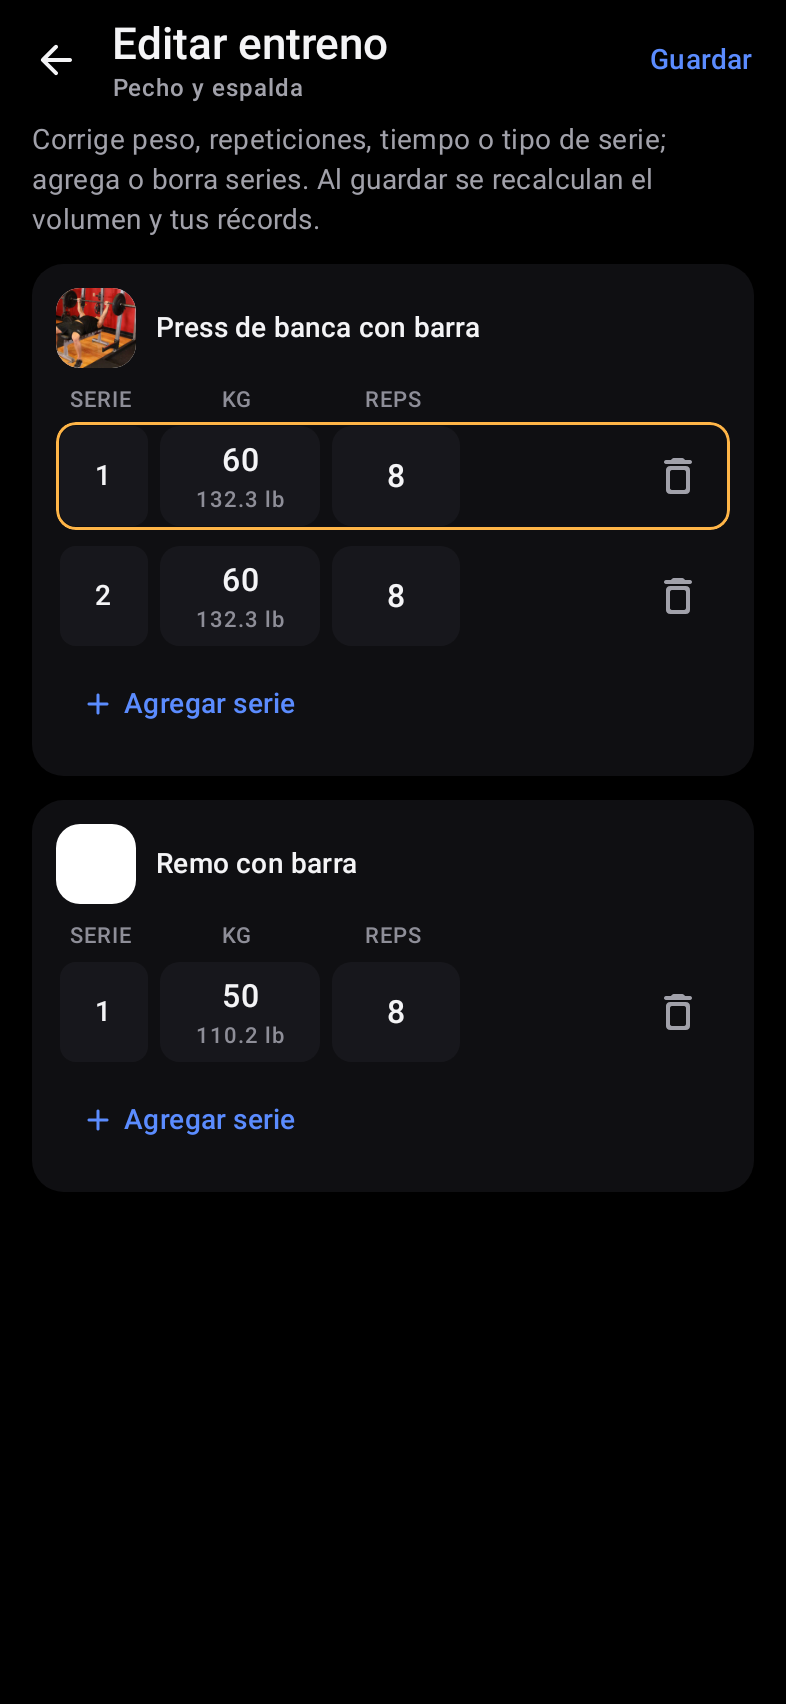 Editar entreno
Pecho y espalda
Guardar
Corrige peso, repeticiones, tiempo o tipo de serie;
agrega o borra series. Al guardar se recalculan el
volumen y tus récords.
Press de banca con barra
SERIE KG REPS
1 60 8
132.3 lb
2 60 8
132.3 lb
+ Agregar serie
Remo con barra
SERIE KG REPS
1 50 8
110.2 lb
+ Agregar serie